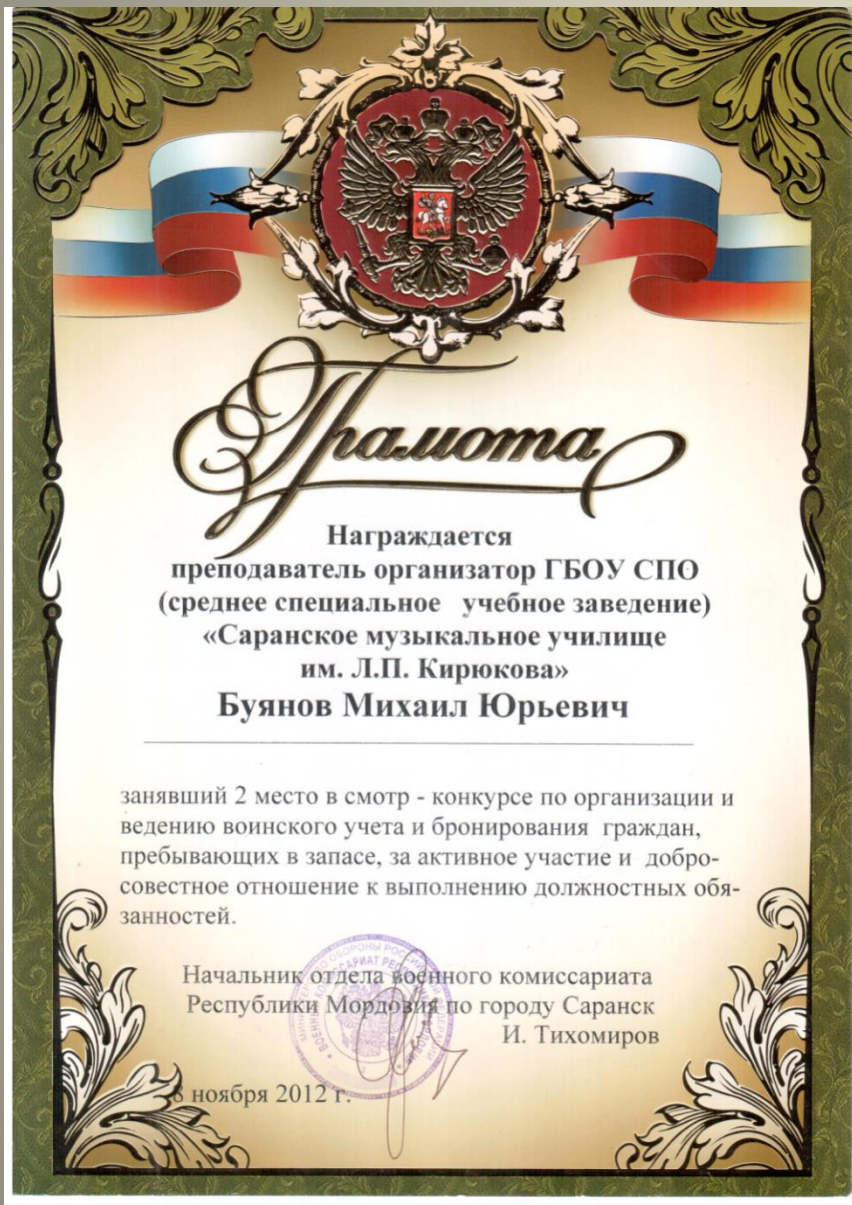 Грамота
Награждается
преподаватель организатор ГБОУ СПО
(среднее специальное учебное заведение)
«Саранское музыкальное училище
им. Л.П. Кирюкова»
Буянов Михаил Юрьевич
занявший 2 место в смотр - конкурсе по организации и
ведению воинского учета и бронирования граждан,
пребывающих в запасе, за активное участие и добро-
совестное отношение к выполнению должностных обя-
занностей.
Начальник отдела военного комиссариата
Республики Мордовия по городу Саранск
И. Тихомиров
8 ноября 2012 г.